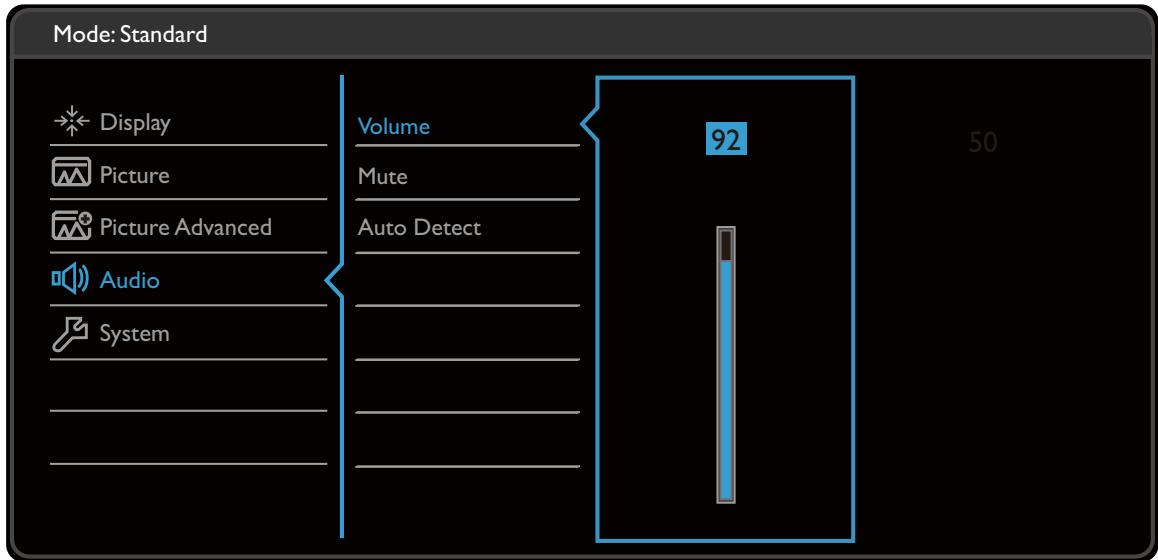 Mode: Standard
Display
Picture
Picture Advanced
Audio
System
Volume
Mute
Auto Detect
92
50